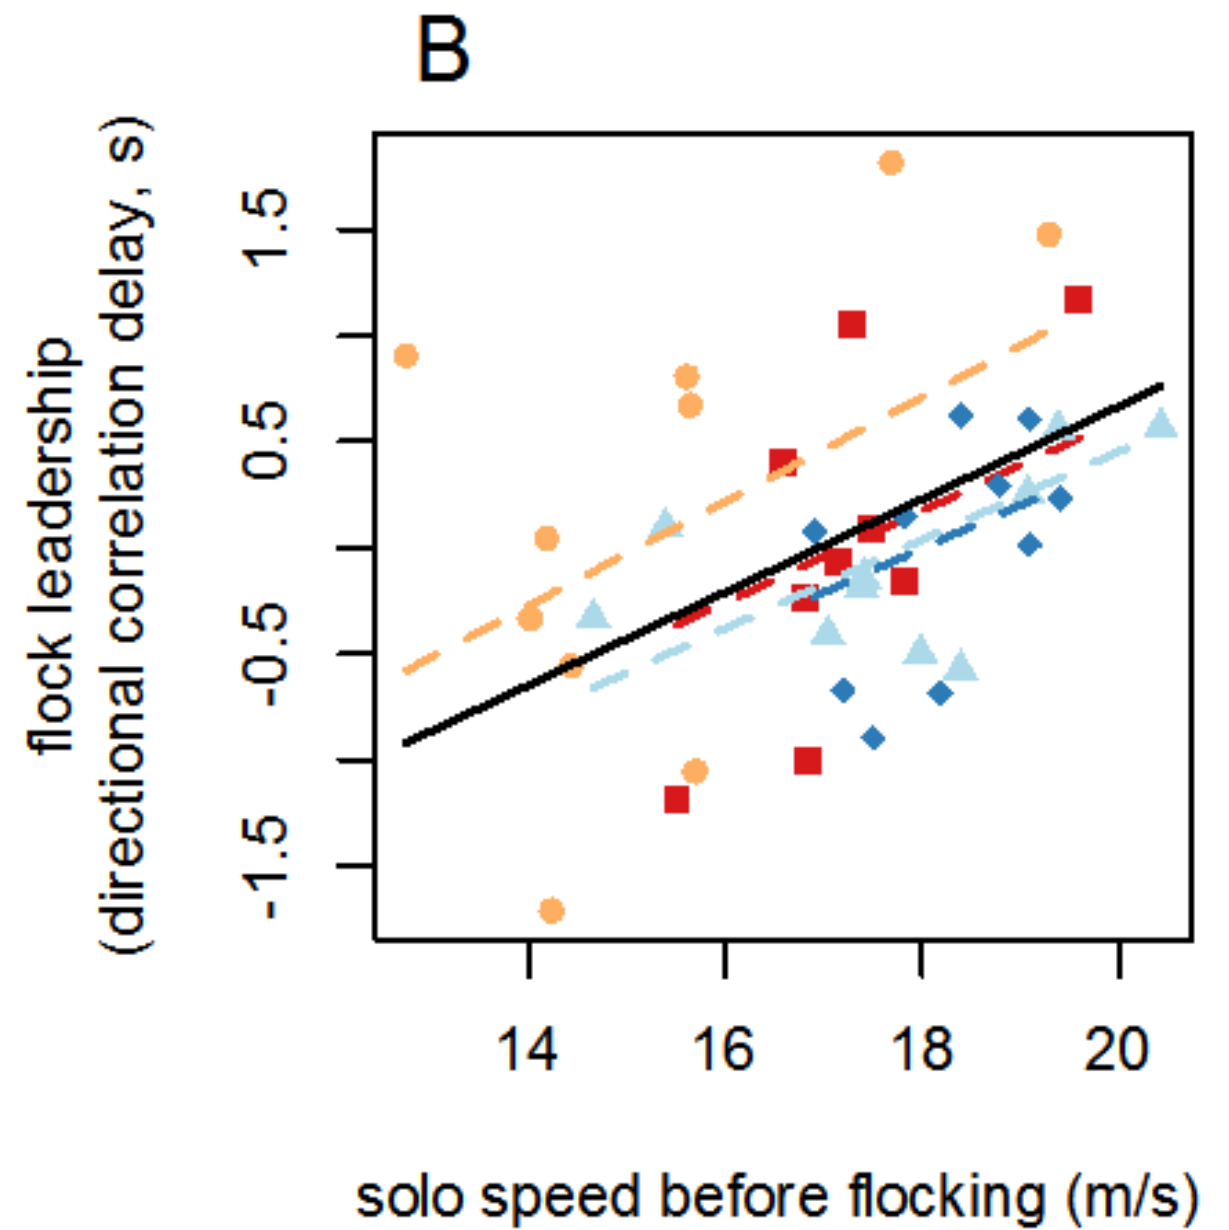 B
flock leadership
(directional correlation delay, s)
1.5
0.5
-0.5
-1.5
14 16 18 20
solo speed before flocking (m/s)